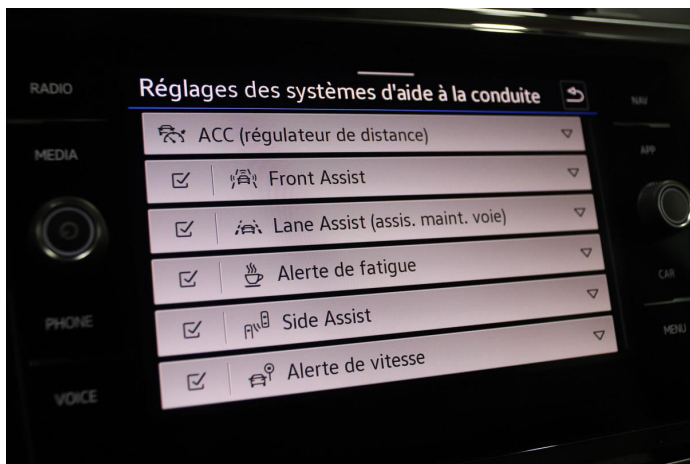 RADIO
MEDIA
PHONE
VOICE
Réglages des systèmes d'aide à la conduite
ACC (régulateur de distance)
Front Assist
Lane Assist (assis. maint. voie)
Alerte de fatigue
Side Assist
Alerte de vitesse
NAV
APP
CAR
MENU